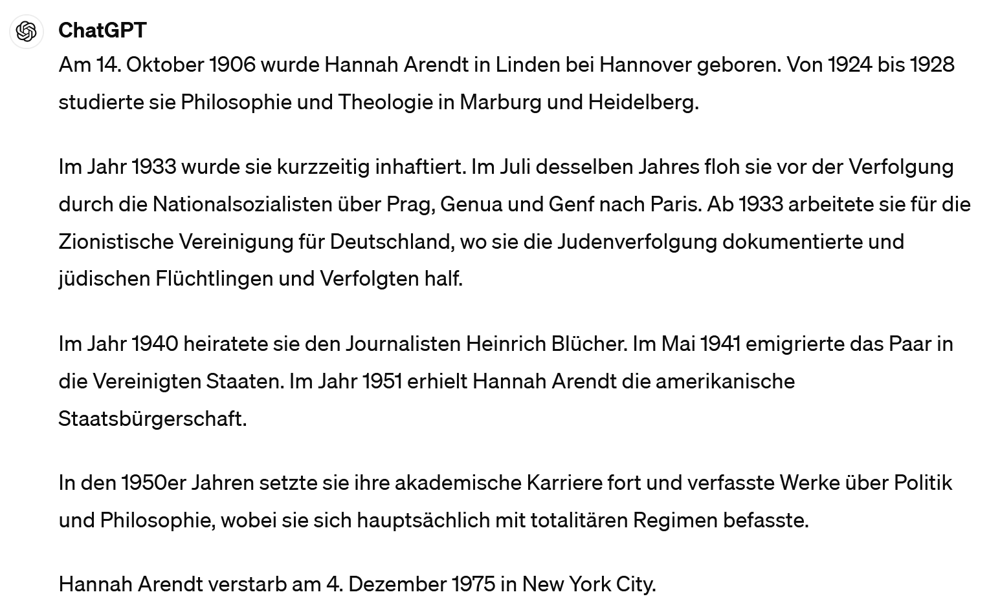 ChatGPT
Am 14. Oktober 1906 wurde Hannah Arendt in Linden bei Hannover geboren. Von 1924 bis 1928
studierte sie Philosophie und Theologie in Marburg und Heidelberg.
Im Jahr 1933 wurde sie kurzzeitig inhaftiert. Im Juli desselben Jahres floh sie vor der Verfolgung
durch die Nationalsozialisten über Prag, Genua und Genf nach Paris. Ab 1933 arbeitete sie für die
Zionistische Vereinigung für Deutschland, wo sie die Judenverfolgung dokumentierte und
jüdischen Flüchtlingen und Verfolgten half.
Im Jahr 1940 heiratete sie den Journalisten Heinrich Blücher. Im Mai 1941 emigrierte das Paar in
die Vereinigten Staaten. Im Jahr 1951 erhielt Hannah Arendt die amerikanische
Staatsbürgerschaft.
In den 1950er Jahren setzte sie ihre akademische Karriere fort und verfasste Werke über Politik
und Philosophie, wobei sie sich hauptsächlich mit totalitären Regimen befasste.
Hannah Arendt verstarb am 4. Dezember 1975 in New York City.